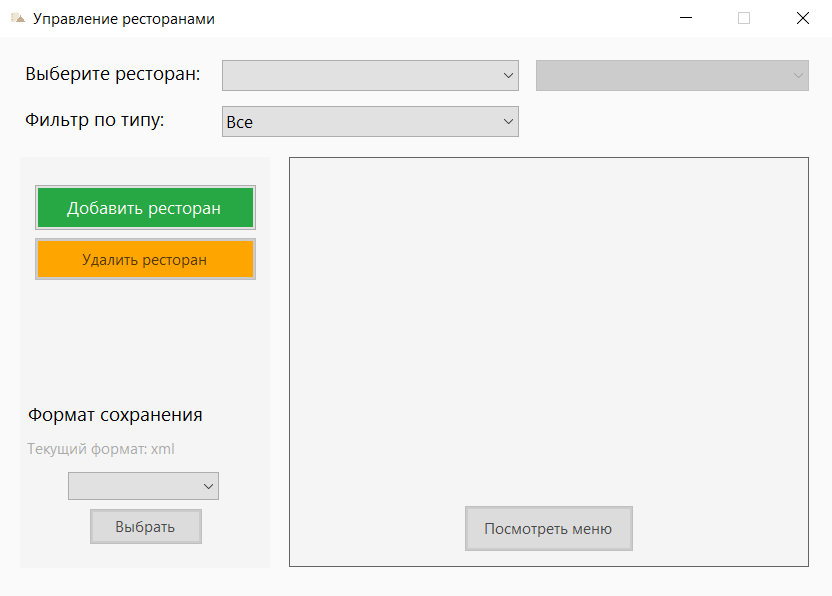 Управление ресторанами
Выберите ресторан:
Фильтр по типу:
Все
Добавить ресторан
Удалить ресторан
Формат сохранения
Текущий формат: xml
Выбрать
Посмотреть меню